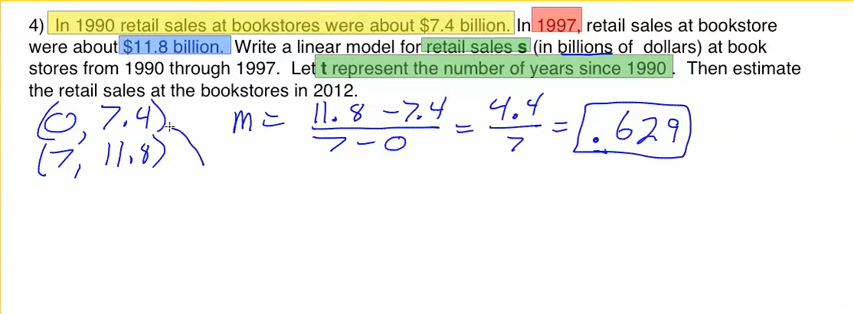 4) In 1990 retail sales at bookstores were about $7.4 billion. In 1997, retail sales at bookstore
were about $11.8 billion. Write a linear model for retail sales s (in billions of dollars) at book
stores from 1990 through 1997. Let t represent the number of years since 1990. Then estimate
the retail sales at the bookstores in 2012.
(0, 7.4) m = 11.8 - 7.4 / 7 - 0 = 4.4 / 7 = .629
(7, 11.8)